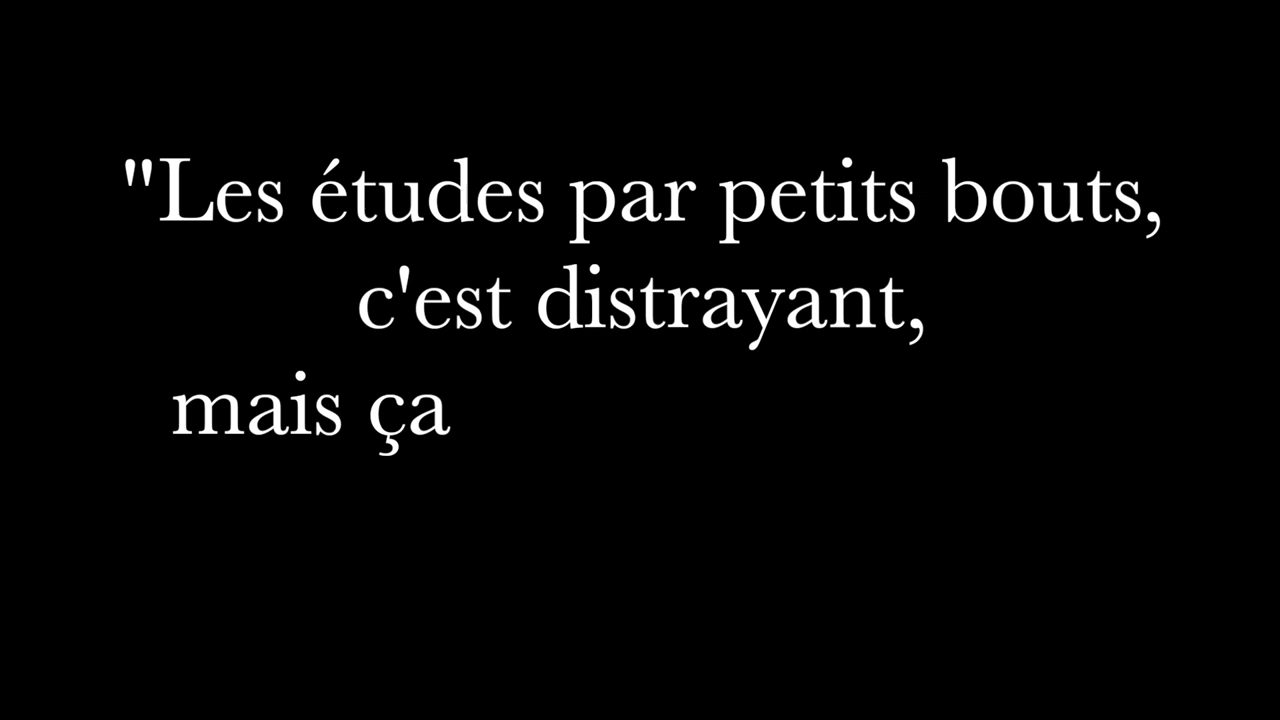 "Les études par petits bouts,
c'est distrayant,
mais ça